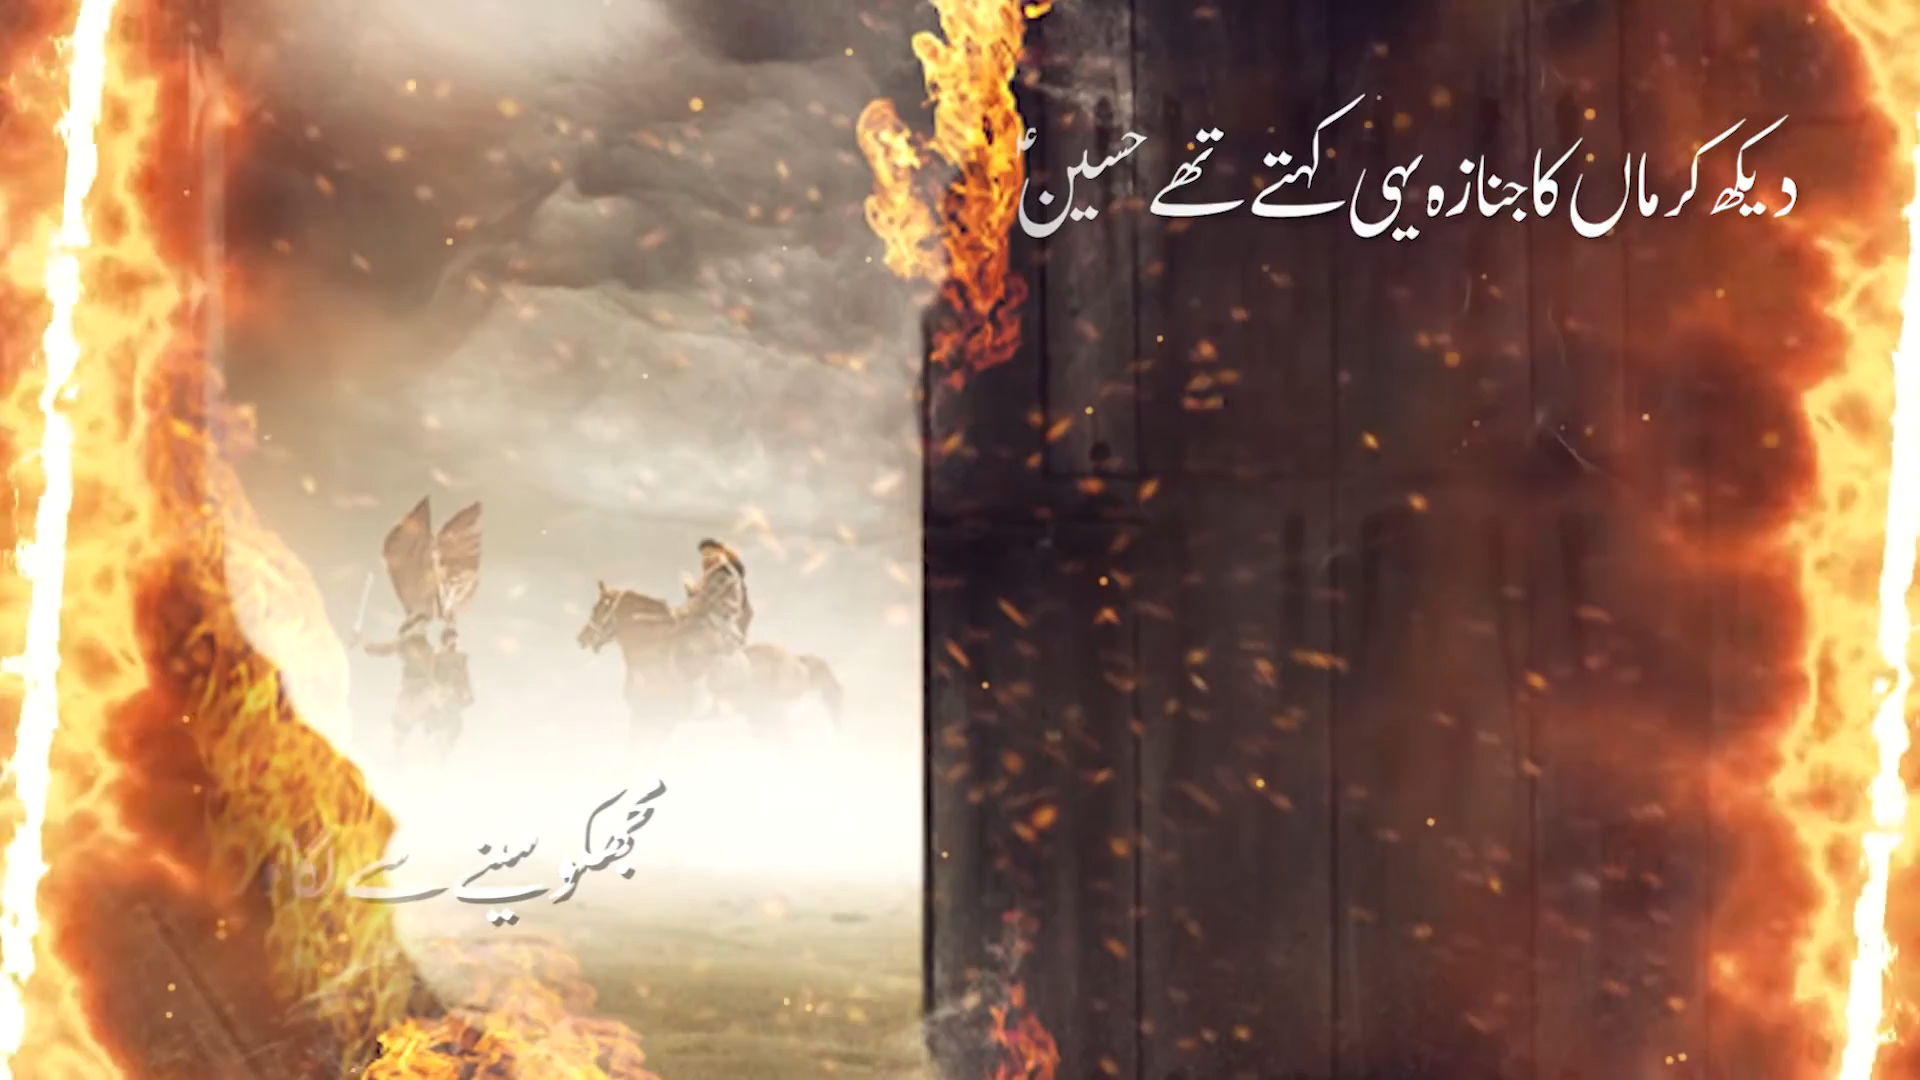 دیکھ کر ماں کا جنازہ یہی کہتے تھے حسینؑ
مجھکو سینے سے